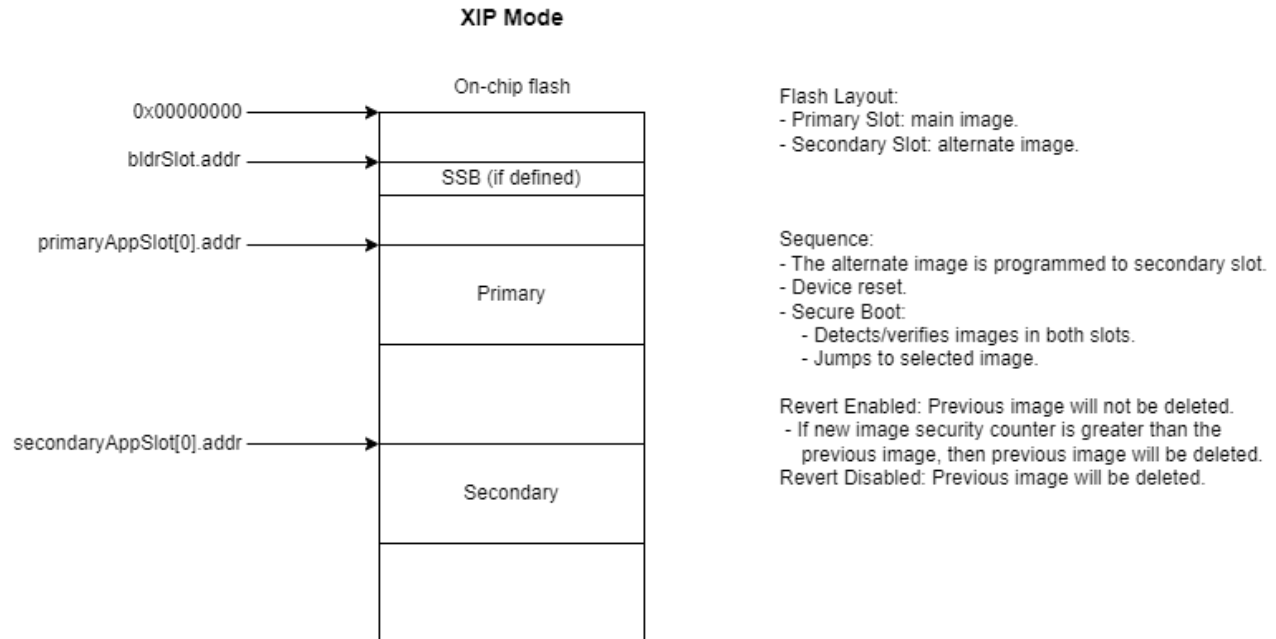 XIP Mode
On-chip flash
0x00000000
bldrSlot.addr
SSB (if defined)
primaryAppSlot[0].addr
Primary
secondaryAppSlot[0].addr
Secondary
Flash Layout:
- Primary Slot: main image.
- Secondary Slot: alternate image.
Sequence:
- The alternate image is programmed to secondary slot.
- Device reset.
- Secure Boot:
- Detects/verifies images in both slots.
- Jumps to selected image.
Revert Enabled: Previous image will not be deleted.
- If new image security counter is greater than the
previous image, then previous image will be deleted.
Revert Disabled: Previous image will be deleted.